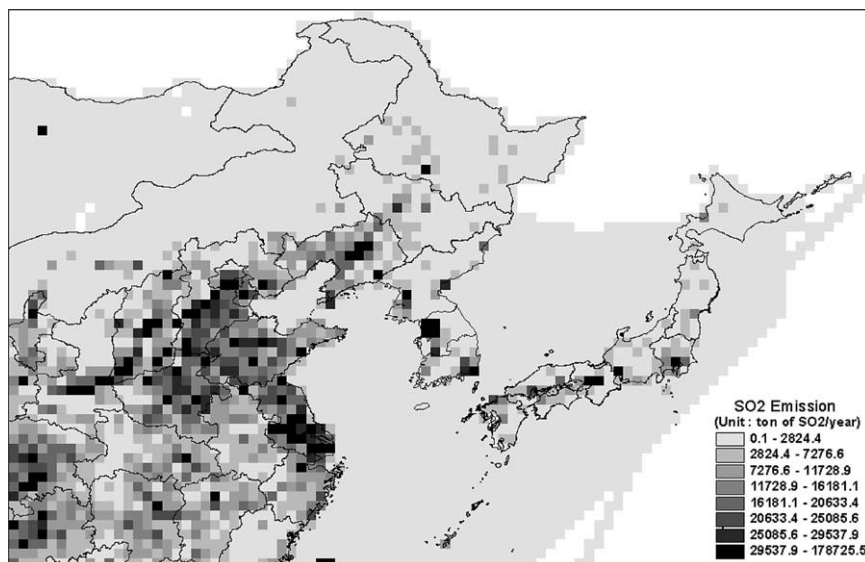 SO2 Emission
(Unit : ton of SO2/year)
0.1 - 2824.4
2824.4 - 7276.6
7276.6 - 11728.9
11728.9 - 16181.1
16181.1 - 20633.4
20633.4 - 25085.6
25085.6 - 29537.9
29537.9 - 178725.5